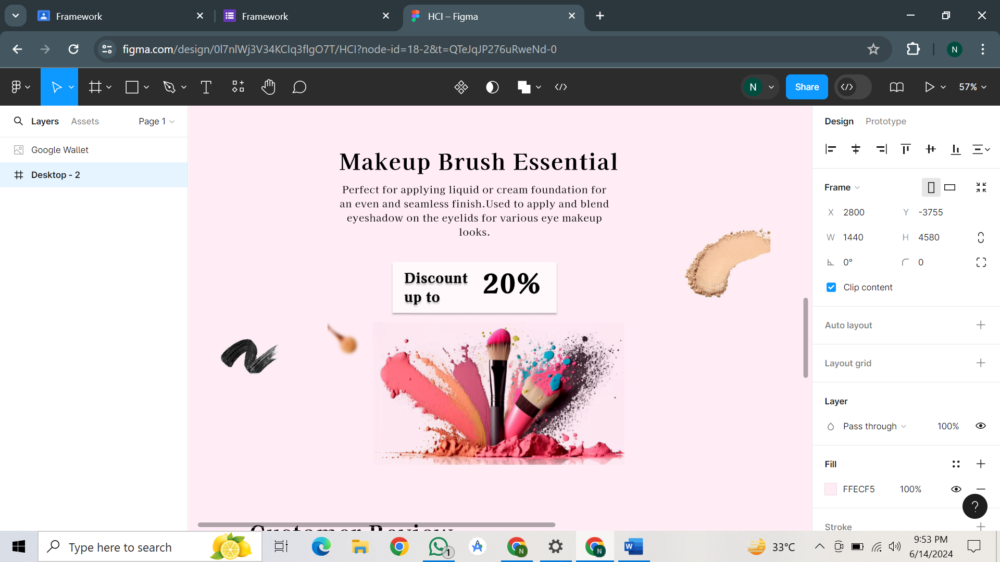 Framework
Framework
HCI – Figma
figma.com/design/0l7nlWj3V34KCIq3flgO7T/HCI?node-id=18-2&t=QTeJqJP276uRweNd-0
N
N
Share
57%
Layers
Assets
Page 1
Google Wallet
Desktop - 2
Makeup Brush Essential
Perfect for applying liquid or cream foundation for
an even and seamless finish.Used to apply and blend
eyeshadow on the eyelids for various eye makeup
looks.
Discount
up to
20%
Customer Review
Design
Prototype
Frame
X 2800
Y -3755
W 1440
H 4580
0°
0
Clip content
Auto layout
Layout grid
Layer
Pass through
100%
Fill
FFECF5
100%
?
Stroke
Type here to search
1
N
N
W
33°C
9:53 PM
6/14/2024